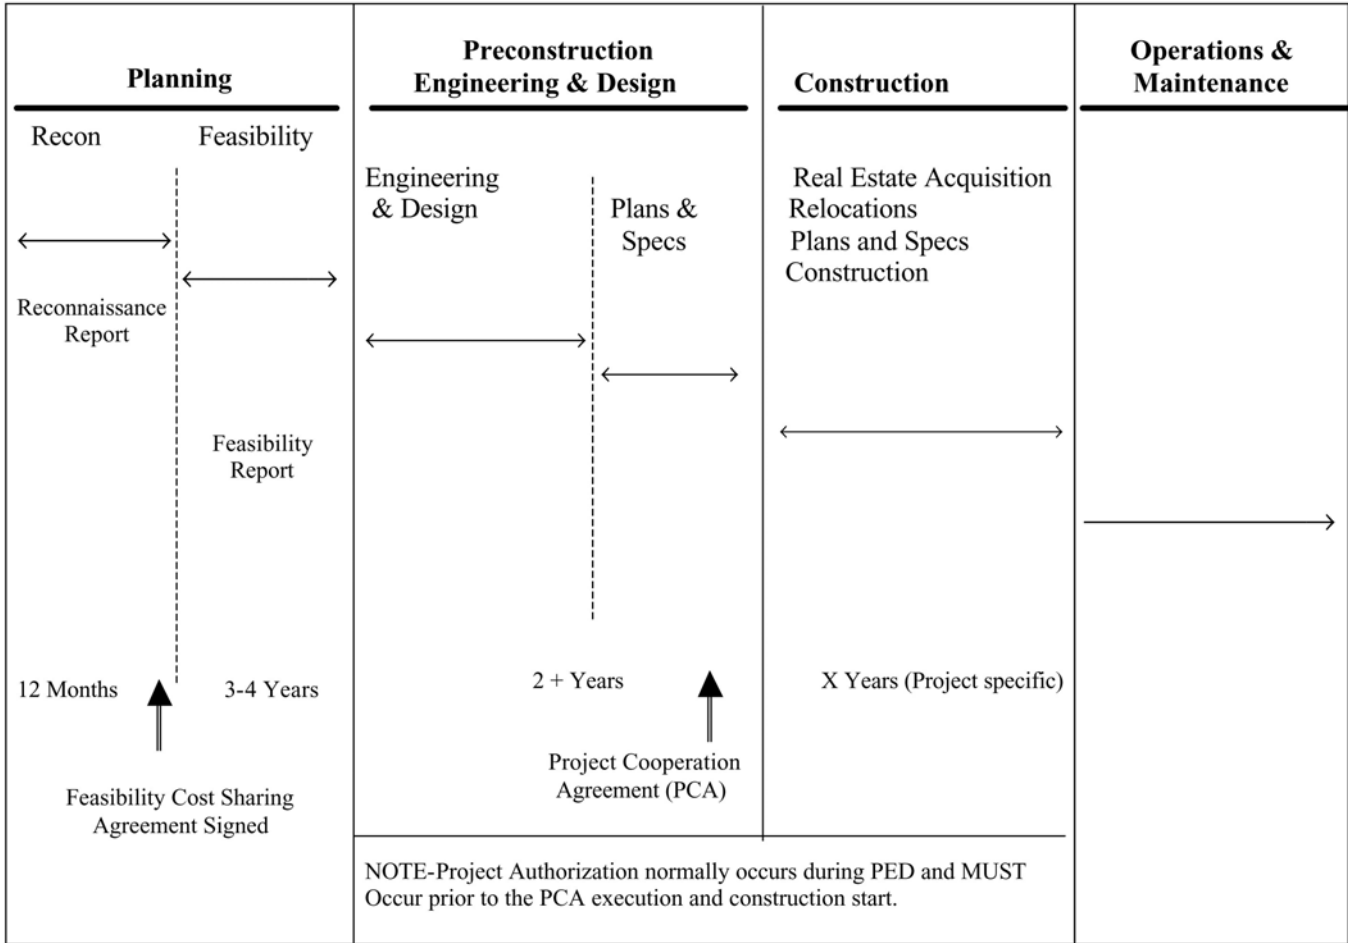 Planning
Recon
Feasibility
Reconnaissance
Report
Feasibility
Report
12 Months
3-4 Years
Feasibility Cost Sharing
Agreement Signed
Preconstruction
Engineering & Design
Engineering
& Design
Plans &
Specs
2 + Years
Project Cooperation
Agreement (PCA)
Construction
Real Estate Acquisition
Relocations
Plans and Specs
Construction
X Years (Project specific)
Operations &
Maintenance
NOTE-Project Authorization normally occurs during PED and MUST
Occur prior to the PCA execution and construction start.